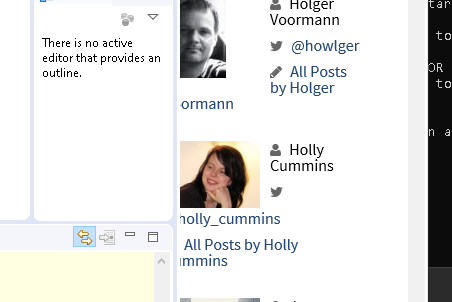 There is no active
editor that provides an
outline.
Holger
Voormann
@howlger
All Posts
by Holger
oormann
Holly
Cummins
holly_cummins
All Posts by Holly
mmins
tar
to
OR
to
n a